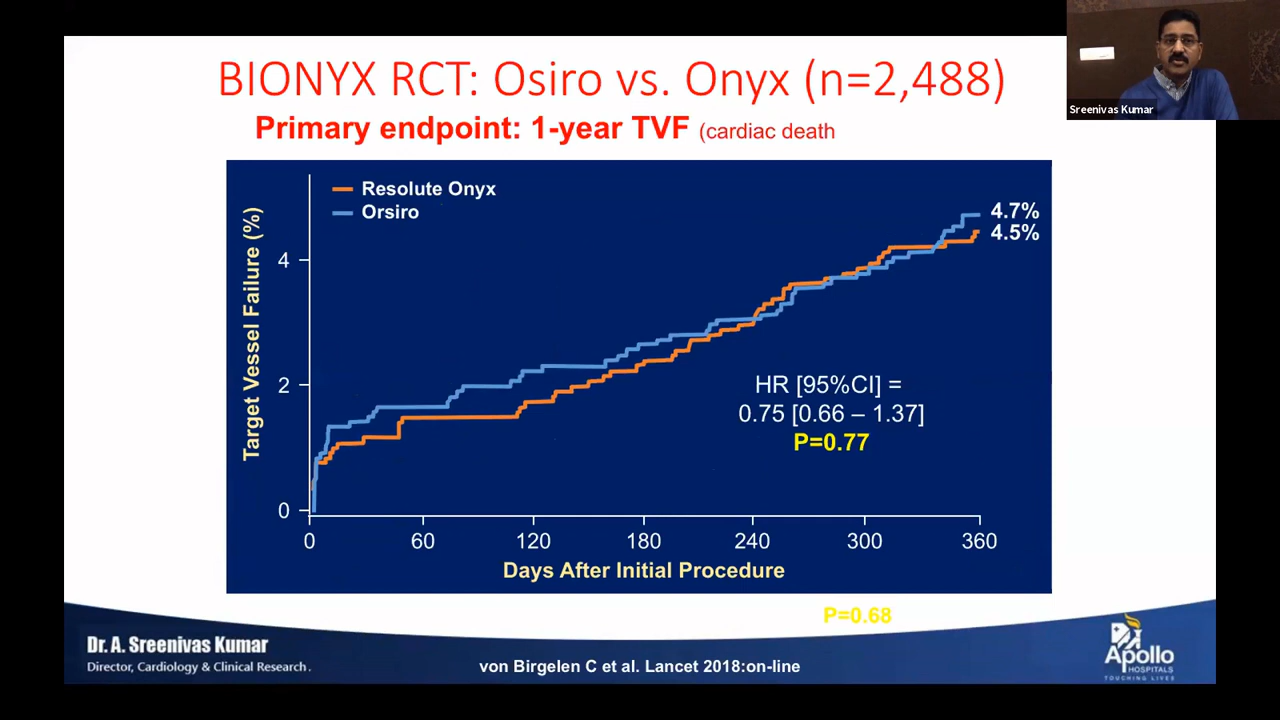 BIONYX RCT: Osiro vs. Onyx (n=2,488)
Primary endpoint: 1-year TVF (cardiac death
Sreenivas Kumar
Resolute Onyx
Orsiro
4.7%
4.5%
Target Vessel Failure (%)
4
2
0
HR [95%CI] =
0.75 [0.66 – 1.37]
P=0.77
0 60 120 180 240 300 360
Days After Initial Procedure
P=0.68
Dr. A. Sreenivas Kumar
Director, Cardiology & Clinical Research.
von Birgelen C et al. Lancet 2018:on-line
Apollo
HOSPITALS
TOUCHING LIVES